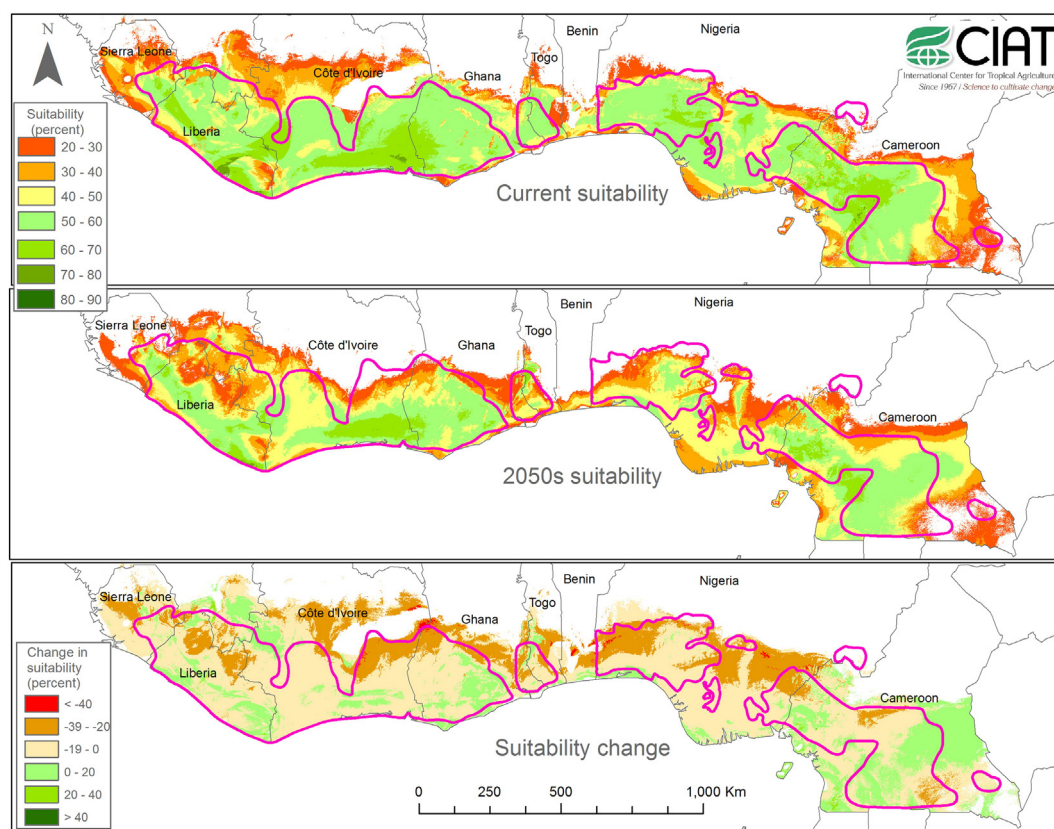 N
Sierra Leone
Liberia
Côte d'Ivoire
Ghana
Togo
Benin
Nigeria
Cameroon
CIAT
International Center for Tropical Agriculture
Since 1967 / Science to cultivate change
Suitability
(percent)
20 - 30
30 - 40
40 - 50
50 - 60
60 - 70
70 - 80
80 - 90
Current suitability
Sierra Leone
Liberia
Côte d'Ivoire
Ghana
Togo
Benin
Nigeria
Cameroon
2050s suitability
Sierra Leone
Liberia
Côte d'Ivoire
Ghana
Togo
Benin
Nigeria
Cameroon
Change in
suitability
(percent)
< -40
-39 - -20
-19 - 0
0 - 20
20 - 40
> 40
Suitability change
0 250 500 1,000 Km